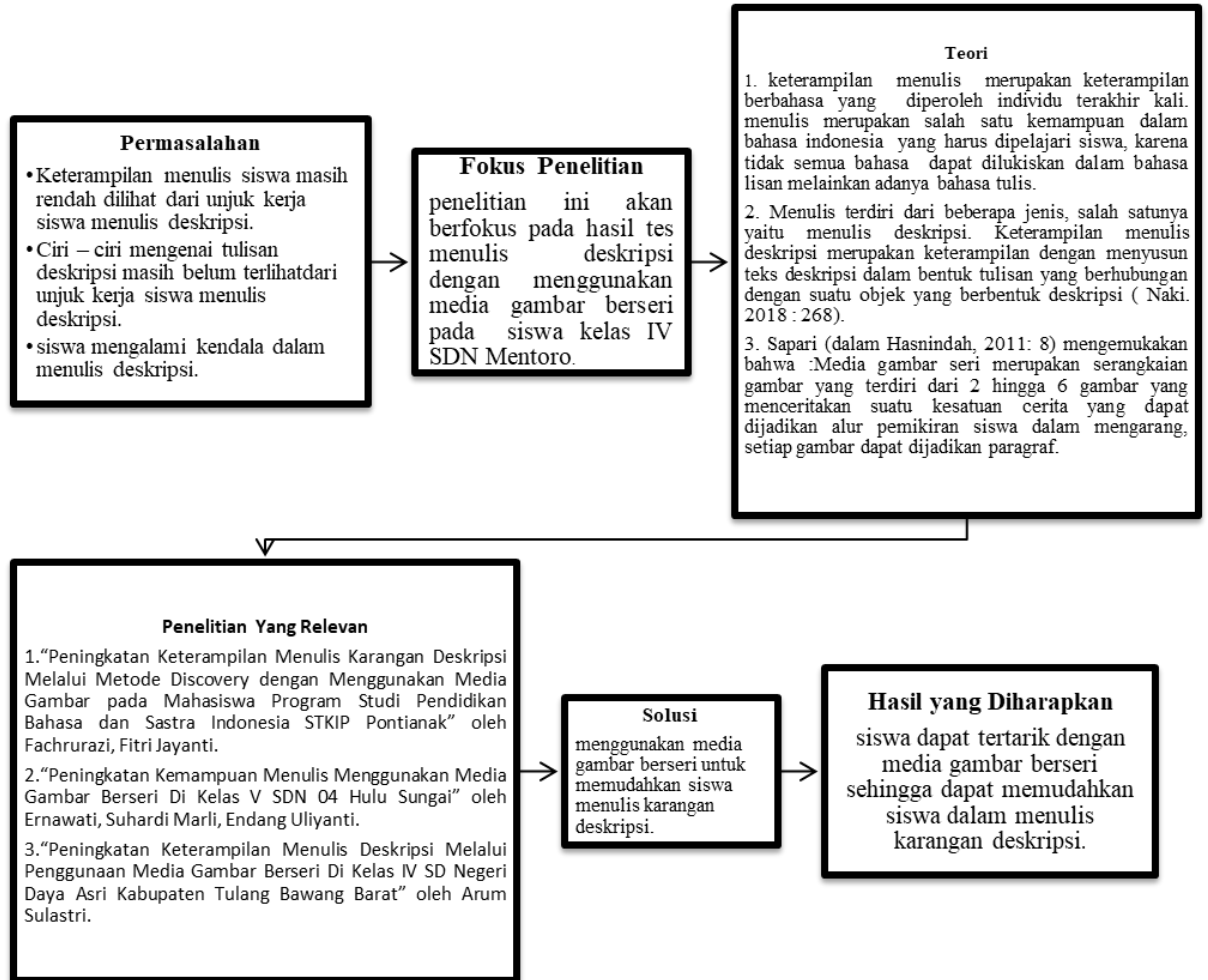 Permasalahan
•Keterampilan menulis siswa masih
rendah dilihat dari unjuk kerja
siswa menulis deskripsi.
•Ciri – ciri mengenai tulisan
deskripsi masih belum terlihatdari
unjuk kerja siswa menulis
deskripsi.
•siswa mengalami kendala dalam
menulis deskripsi.
Fokus Penelitian
penelitian ini akan
berfokus pada hasil tes
menulis deskripsi
dengan menggunakan
media gambar berseri
pada siswa kelas IV
SDN Mentoro.
Teori
1. keterampilan menulis merupakan keterampilan
berbahasa yang diperoleh individu terakhir kali.
menulis merupakan salah satu kemampuan dalam
bahasa indonesia yang harus dipelajari siswa, karena
tidak semua bahasa dapat dilukiskan dalam bahasa
lisan melainkan adanya bahasa tulis.
2. Menulis terdiri dari beberapa jenis, salah satunya
yaitu menulis deskripsi. Keterampilan menulis
deskripsi merupakan keterampilan dengan menyusun
teks deskripsi dalam bentuk tulisan yang berhubungan
dengan suatu objek yang berbentuk deskripsi ( Naki.
2018 : 268).
3. Sapari (dalam Hasnindah, 2011: 8) mengemukakan
bahwa :Media gambar seri merupakan serangkaian
gambar yang terdiri dari 2 hingga 6 gambar yang
menceritakan suatu kesatuan cerita yang dapat
dijadikan alur pemikiran siswa dalam mengarang,
setiap gambar dapat dijadikan paragraf.
Penelitian Yang Relevan
1.“Peningkatan Keterampilan Menulis Karangan Deskripsi
Melalui Metode Discovery dengan Menggunakan Media
Gambar pada Mahasiswa Program Studi Pendidikan
Bahasa dan Sastra Indonesia STKIP Pontianak” oleh
Fachrurazi, Fitri Jayanti.
2.“Peningkatan Kemampuan Menulis Menggunakan Media
Gambar Berseri Di Kelas V SDN 04 Hulu Sungai” oleh
Ernawati, Suhardi Marli, Endang Uliyanti.
3.“Peningkatan Keterampilan Menulis Deskripsi Melalui
Penggunaan Media Gambar Berseri Di Kelas IV SD Negeri
Daya Asri Kabupaten Tulang Bawang Barat” oleh Arum
Sulastri.
Solusi
menggunakan media
gambar berseri untuk
memudahkan siswa
menulis karangan
deskripsi.
Hasil yang Diharapkan
siswa dapat tertarik dengan
media gambar berseri
sehingga dapat memudahkan
siswa dalam menulis
karangan deskripsi.